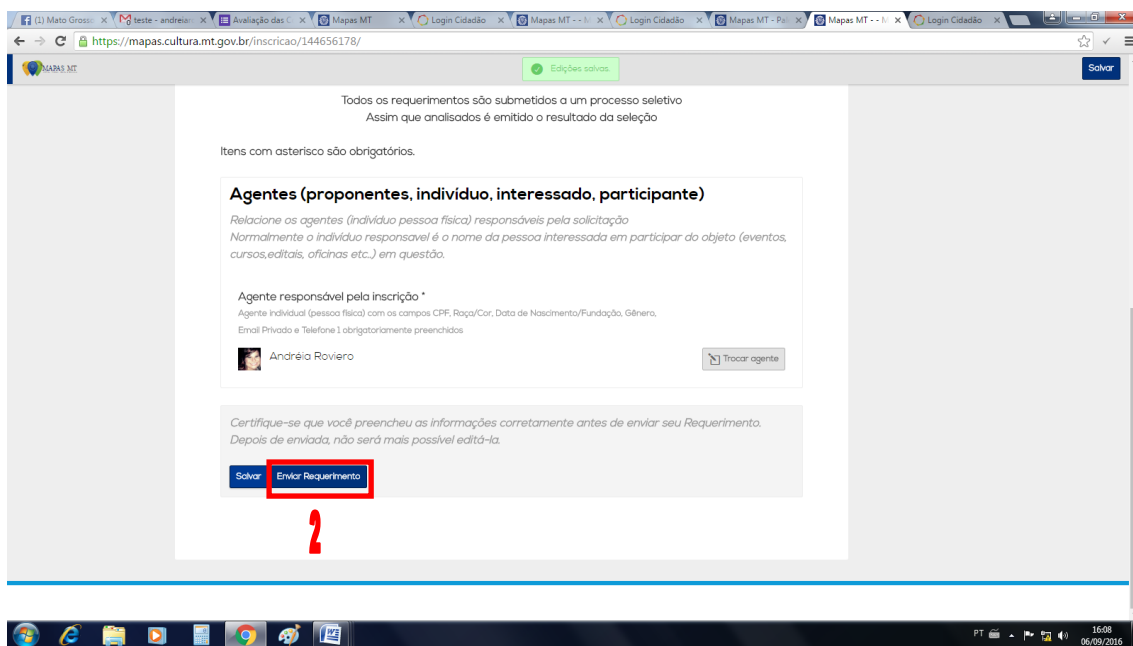 (1) Mato Gross
teste - andreian
Avaliação das C
Mapas MT
Login Cidadão
Mapas MT - - M
Login Cidadão
Mapas MT - Pai
Mapas MT - - M
Login Cidadão
https://mapas.cultura.mt.gov.br/inscricao/144656178/
MAPAS MT
Edições salvas.
Salvar
Todos os requerimentos são submetidos a um processo seletivo
Assim que analisados é emitido o resultado da seleção
Itens com asterisco são obrigatórios.
Agentes (proponentes, indivíduo, interessado, participante)
Relacione os agentes (indivíduo pessoa física) responsáveis pela solicitação
Normalmente o indivíduo responsavel é o nome da pessoa interessada em participar do objeto (eventos,
cursos,editais, oficinas etc..) em questão.
Agente responsável pela inscrição *
Agente individual (pessoa física) com os campos CPF, Raça/Cor, Data de Nascimento/Fundação, Gênero,
Email Privado e Telefone 1 obrigatoriamente preenchidos
Andréia Roviero
Trocar agente
Certifique-se que você preencheu as informações corretamente antes de enviar seu Requerimento.
Depois de enviada, não será mais possível editá-la.
Salvar
Enviar Requerimento
2
PT
16:08
06/09/2016